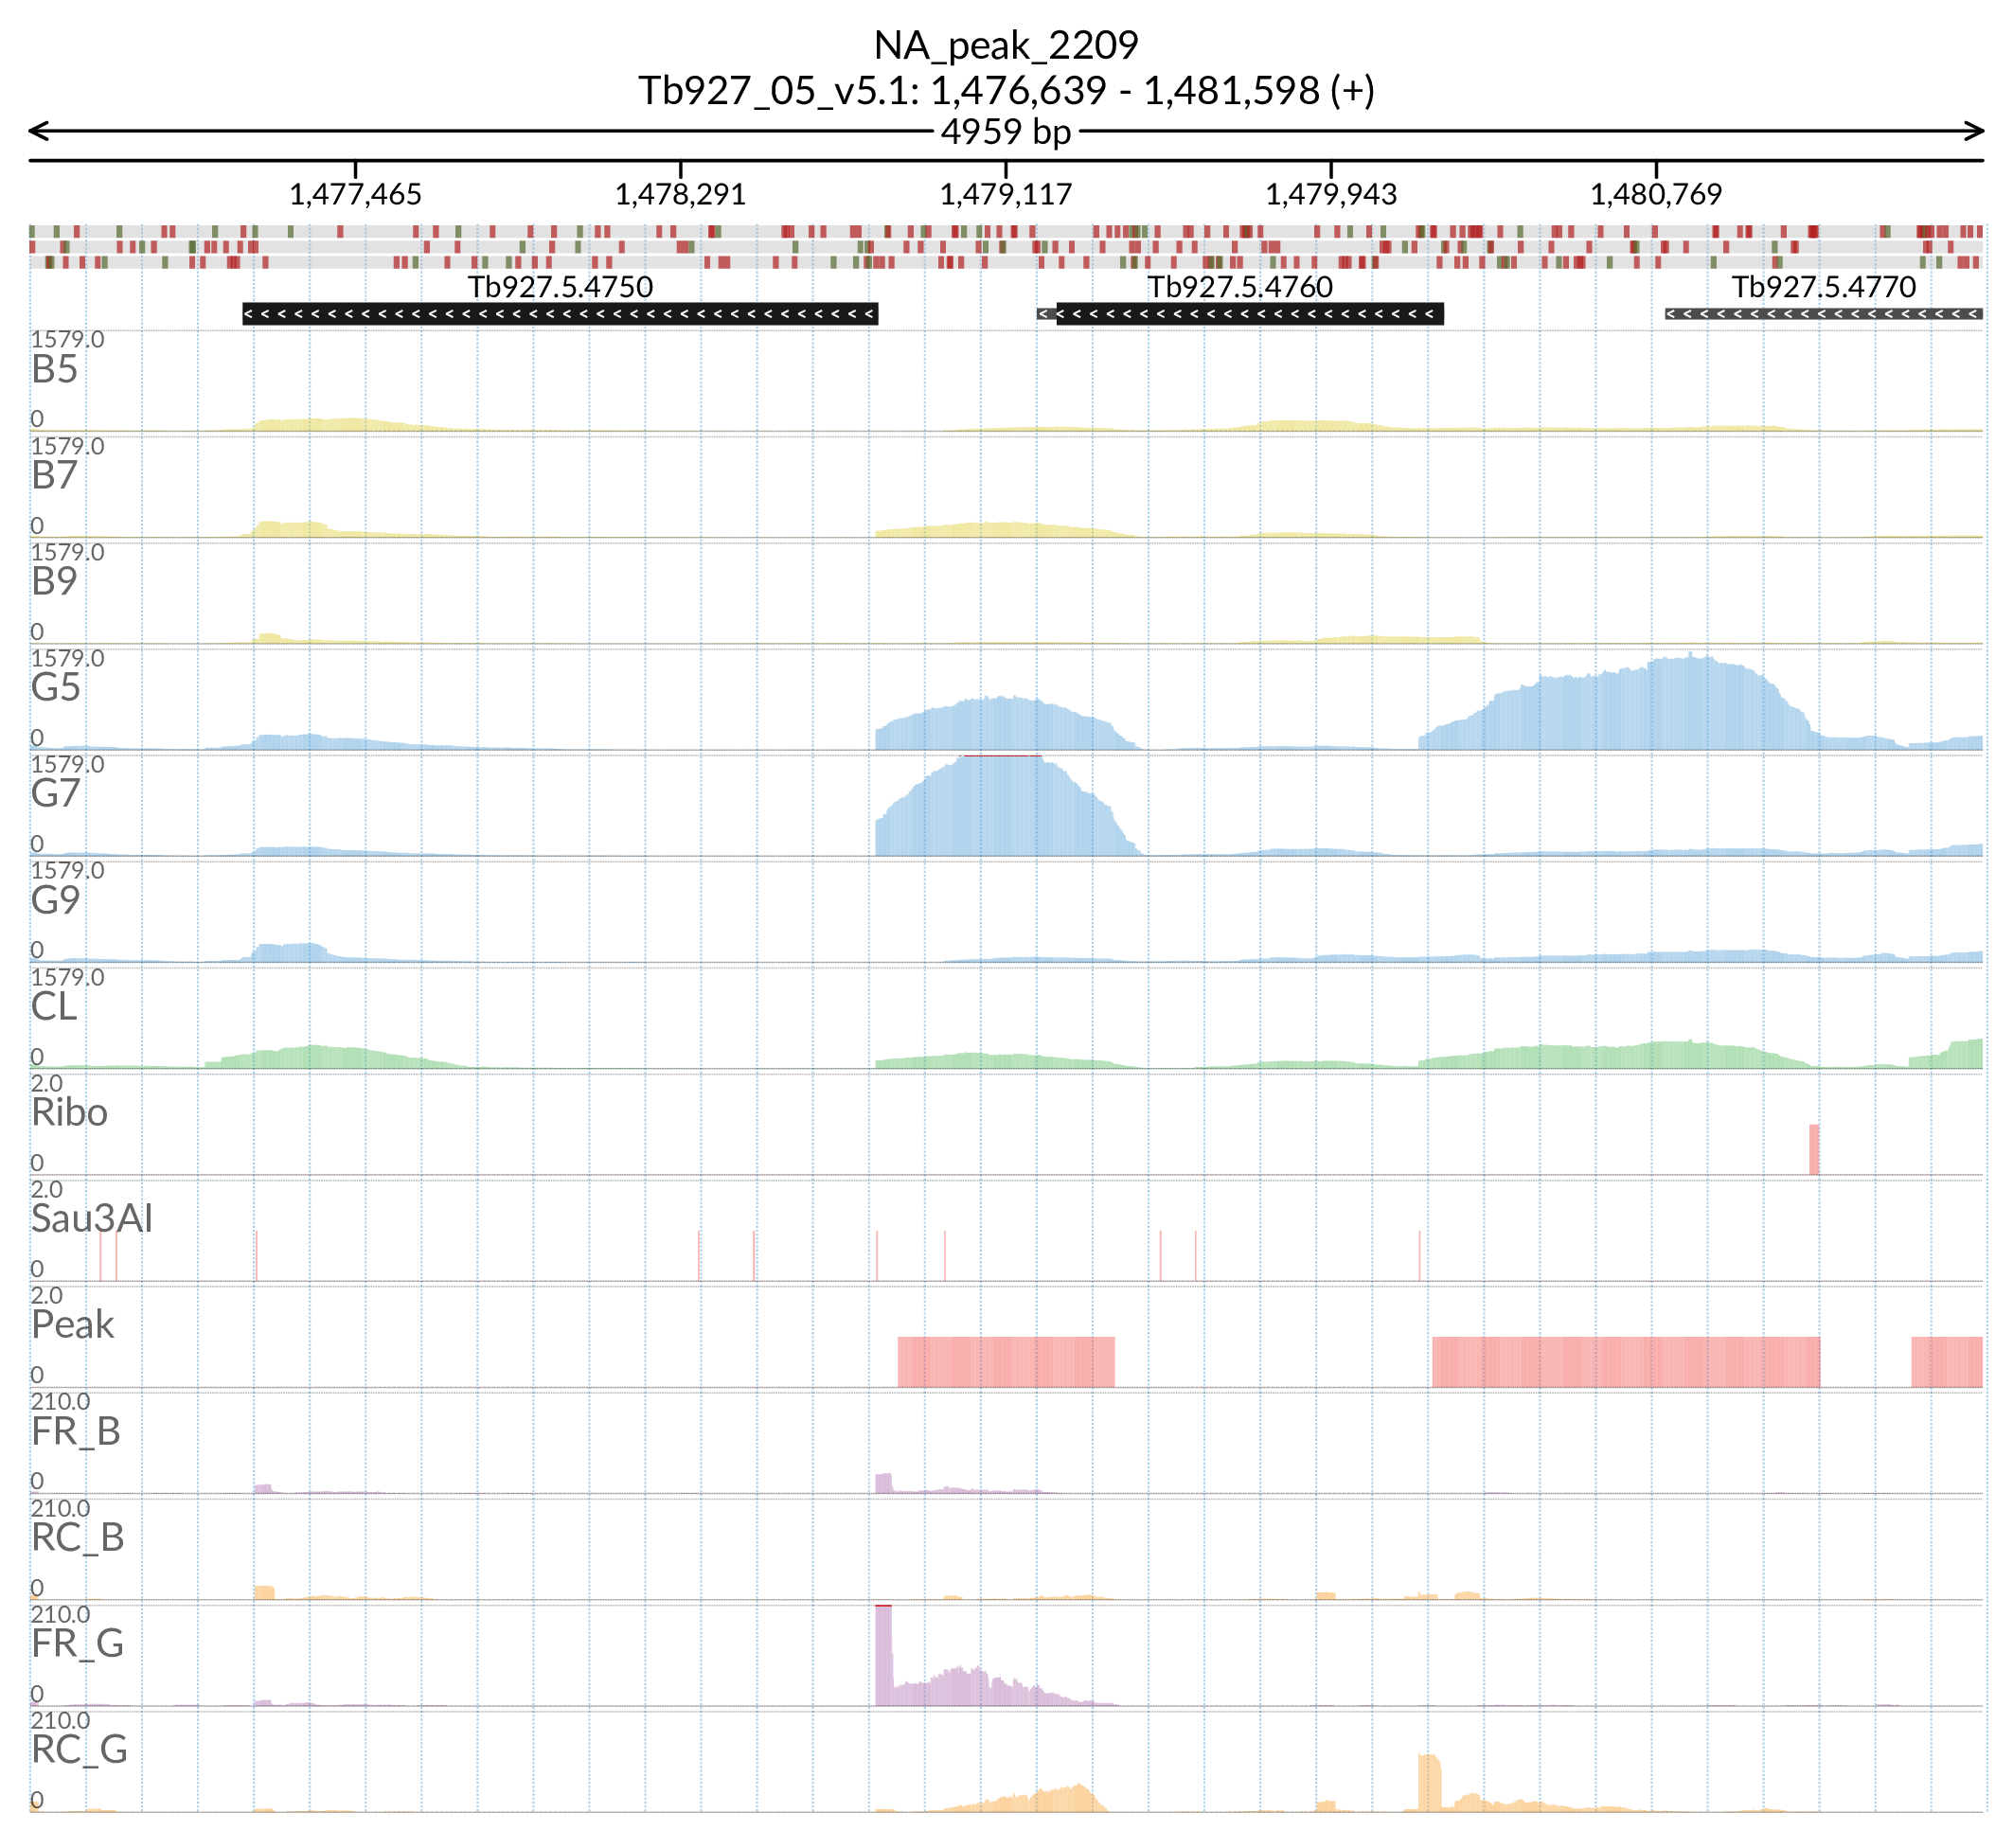 NA_peak_2209
Tb927_05_v5.1: 1,476,639 - 1,481,598 (+)
4959 bp
1,477,465 1,478,291 1,479,117 1,479,943 1,480,769
Tb927.5.4750 Tb927.5.4760 Tb927.5.4770
1579.0
B5
0
1579.0
B7
0
1579.0
B9
0
1579.0
G5
0
1579.0
G7
0
1579.0
G9
0
1579.0
CL
0
2.0
Ribo
0
2.0
Sau3AI
0
2.0
Peak
0
210.0
FR_B
0
210.0
RC_B
0
210.0
FR_G
0
210.0
RC_G
0